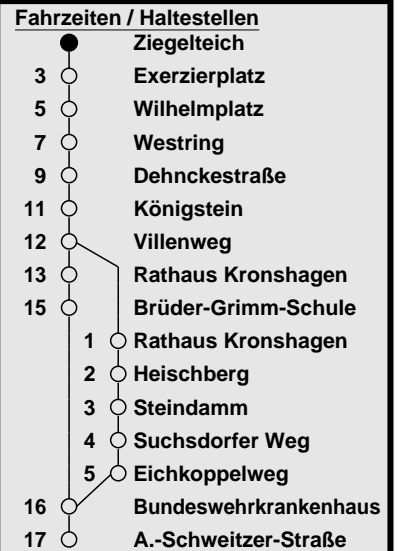 Fahrzeiten / Haltestellen
Ziegelteich
3 Exerzierplatz
5 Wilhelmplatz
7 Westring
9 Dehnckestraße
11 Königstein
12 Villenweg
13 Rathaus Kronshagen
15 Brüder-Grimm-Schule
1 Rathaus Kronshagen
2 Heischberg
3 Steindamm
4 Suchsdorfer Weg
5 Eichkoppelweg
16 Bundeswehrkrankenhaus
17 A.-Schweitzer-Straße